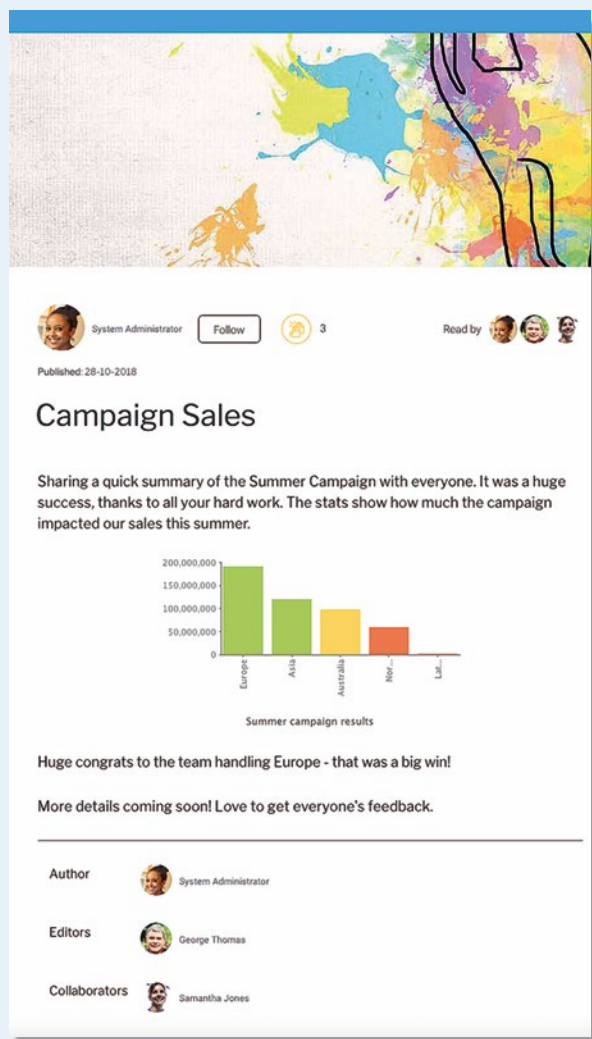 System Administrator
Follow
3
Read by
Published: 28-10-2018
Campaign Sales
Sharing a quick summary of the Summer Campaign with everyone. It was a huge
success, thanks to all your hard work. The stats show how much the campaign
impacted our sales this summer.
200,000,000
150,000,000
100,000,000
50,000,000
0
Europe
Asia
Australia
Nor...
Lat...
Summer campaign results
Huge congrats to the team handling Europe - that was a big win!
More details coming soon! Love to get everyone's feedback.
Author
System Administrator
Editors
George Thomas
Collaborators
Samantha Jones